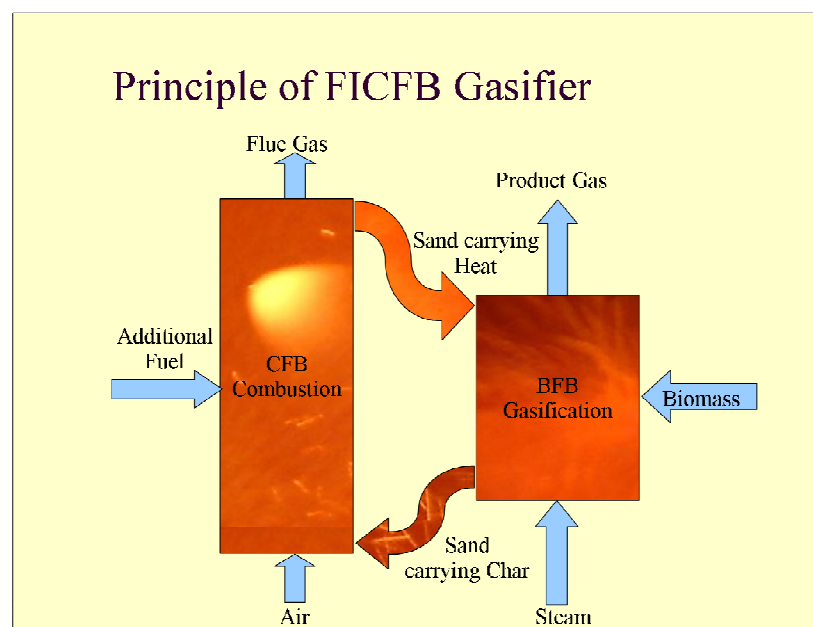 Principle of FICFB Gasifier
Flue Gas
Product Gas
Sand carrying
Heat
Additional
Fuel
CFB
Combustion
BFB
Gasification
Biomass
Sand
carrying Char
Air
Steam